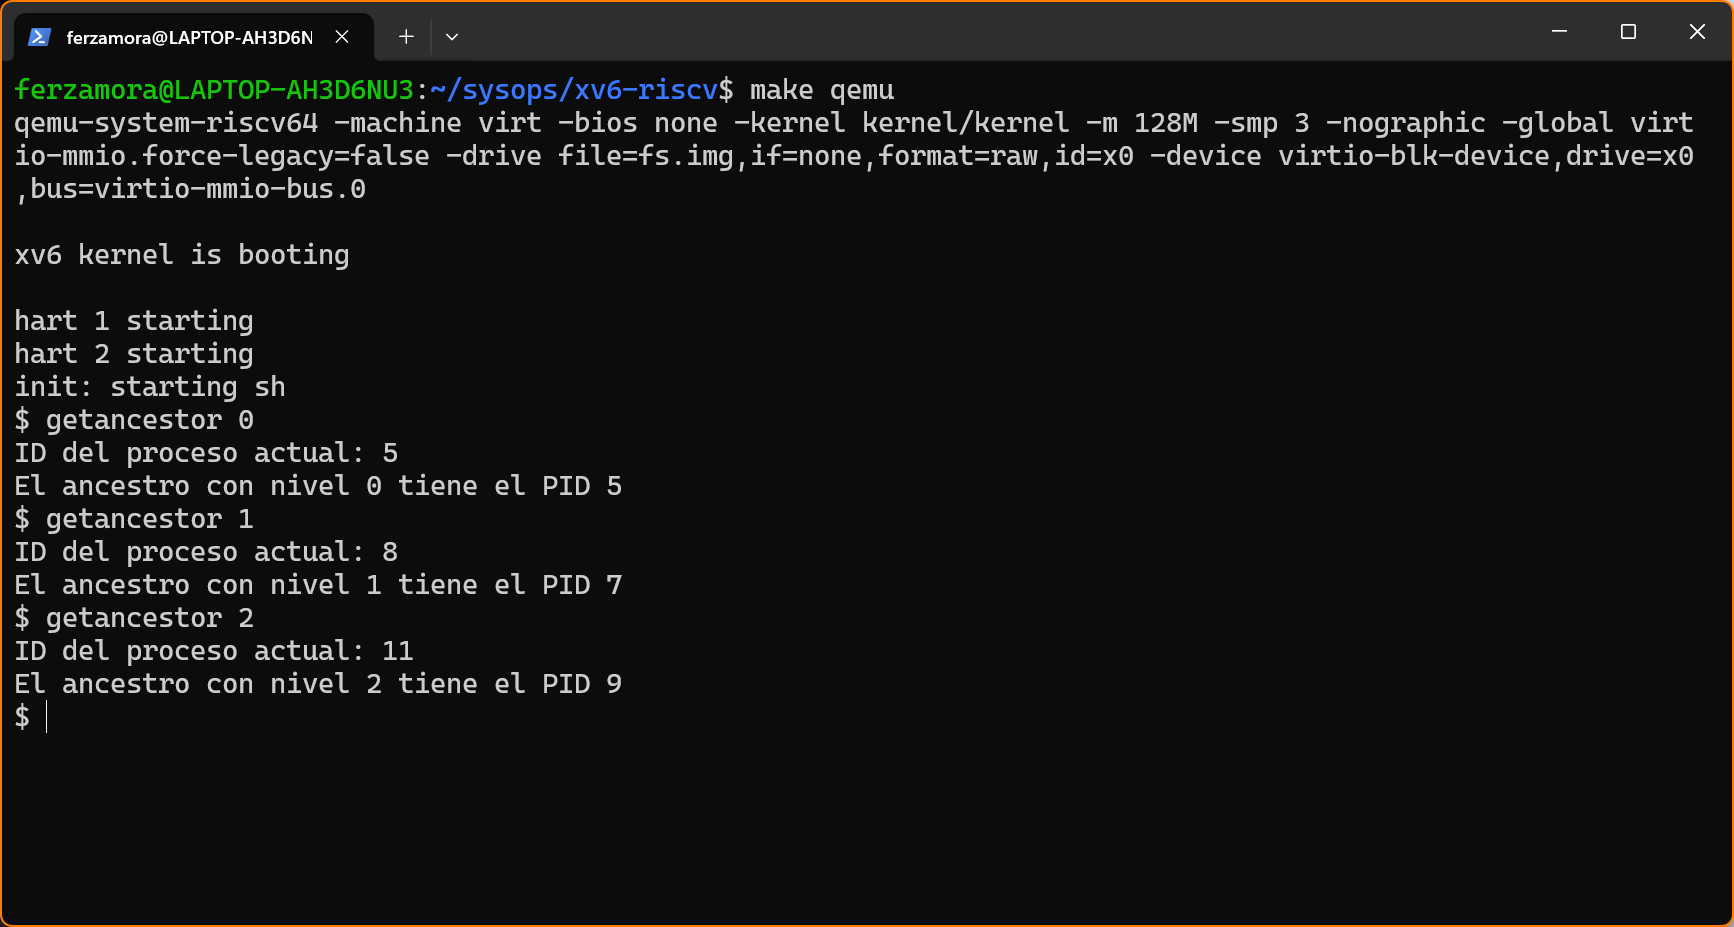 ferzamora@LAPTOP-AH3D6N
ferzamora@LAPTOP-AH3D6NU3:~/sysops/xv6-riscv$ make qemu
qemu-system-riscv64 -machine virt -bios none -kernel kernel/kernel -m 128M -smp 3 -nographic -global virt
io-mmio.force-legacy=false -drive file=fs.img,if=none,format=raw,id=x0 -device virtio-blk-device,drive=x0
,bus=virtio-mmio-bus.0
xv6 kernel is booting
hart 1 starting
hart 2 starting
init: starting sh
$ getancestor 0
ID del proceso actual: 5
El ancestro con nivel 0 tiene el PID 5
$ getancestor 1
ID del proceso actual: 8
El ancestro con nivel 1 tiene el PID 7
$ getancestor 2
ID del proceso actual: 11
El ancestro con nivel 2 tiene el PID 9
$